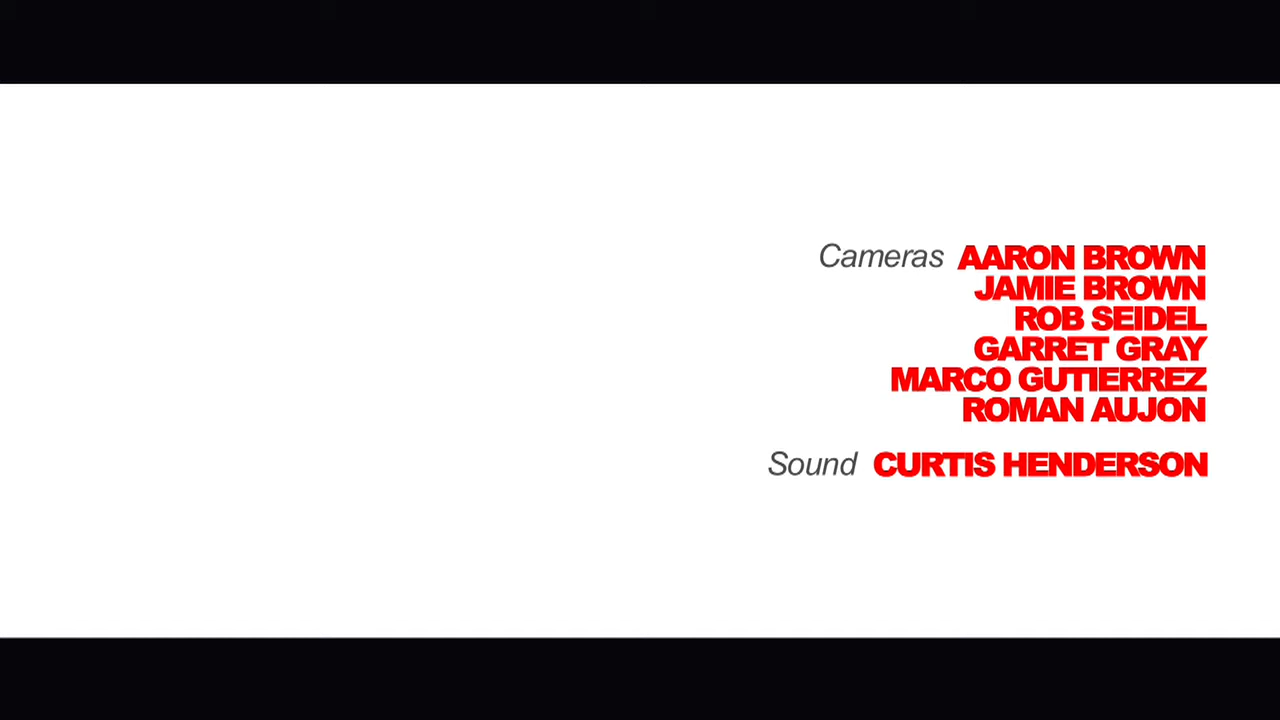 Cameras AARON BROWN
JAMIE BROWN
ROB SEIDEL
GARRET GRAY
MARCO GUTIERREZ
ROMAN AUJON
Sound CURTIS HENDERSON